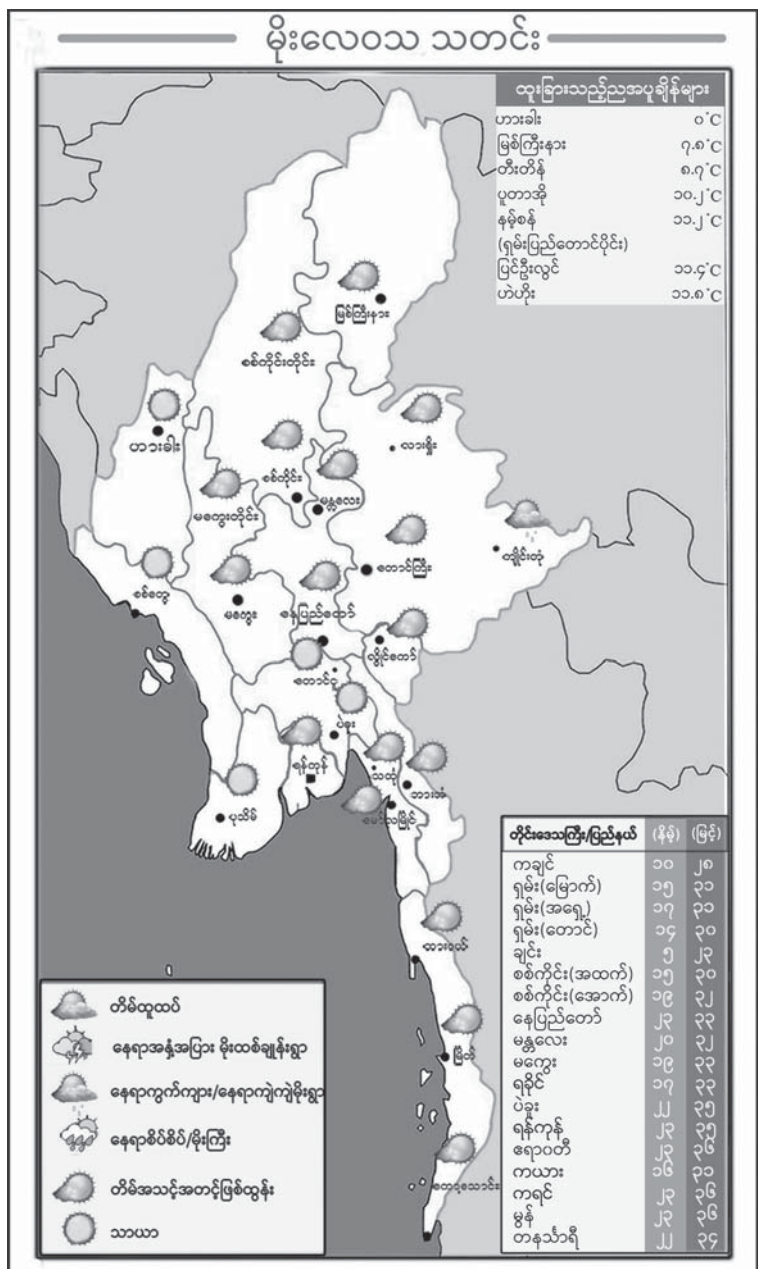 မိုးလေဝသ သတင်း
ထူးခြားသည့်ညအပူချိန်များ
ဟားခါး ၀°C
မြစ်ကြီးနား ၇.၈°C
တီးတိန် ၈.၇°C
ပူတာအို ၁၀.၂°C
နမ့်စန် ၁၁.၂°C
(ရှမ်းပြည်တောင်ပိုင်း)
ပြင်ဦးလွင် ၁၁.၄°C
ဟဲဟိုး ၁၁.၈°C
မြစ်ကြီးနား
စစ်ကိုင်းတိုင်း
ဟားခါး
လားရှိုး
စစ်ကိုင်း
မန္တလေး
မကွေးတိုင်း
ကျိုင်းတုံ
တောင်ကြီး
စစ်တွေ
မကွေး
နေပြည်တော်
လွိုင်ကော်
တောင်ငူ
ပဲခူး
ရန်ကုန်
သထုံ
ဘားအံ
မော်လမြိုင်
ပုသိမ်
ထားဝယ်
မြိတ်
ကော့သောင်း
တိမ်ထူထပ်
နေရာအနှံ့အပြား မိုးထစ်ချုန်းရွာ
နေရာကွက်ကျား/နေရာကျဲကျဲမိုးရွာ
နေရာစိပ်စိပ်/မိုးကြီး
တိမ်အသင့်အတင့်ဖြစ်ထွန်း
သာယာ
တိုင်းဒေသကြီး/ပြည်နယ် (နိမ့်) (မြင့်)
ကချင် ၁၀ ၂၈
ရှမ်း(မြောက်) ၁၅ ၃၁
ရှမ်း(အရှေ့) ၁၇ ၃၁
ရှမ်း(တောင်) ၁၄ ၃၀
ချင်း ၅ ၂၃
စစ်ကိုင်း(အထက်) ၁၅ ၃၀
စစ်ကိုင်း(အောက်) ၁၉ ၃၂
နေပြည်တော် ၂၃ ၃၃
မန္တလေး ၂၀ ၃၂
မကွေး ၁၉ ၃၃
ရခိုင် ၁၇ ၃၃
ပဲခူး ၂၂ ၃၅
ရန်ကုန် ၂၃ ၃၅
ဧရာဝတီ ၂၃ ၃၆
ကယား ၁၆ ၃၁
ကရင် ၂၃ ၃၆
မွန် ၂၃ ၃၆
တနင်္သာရီ ၂၂ ၃၄